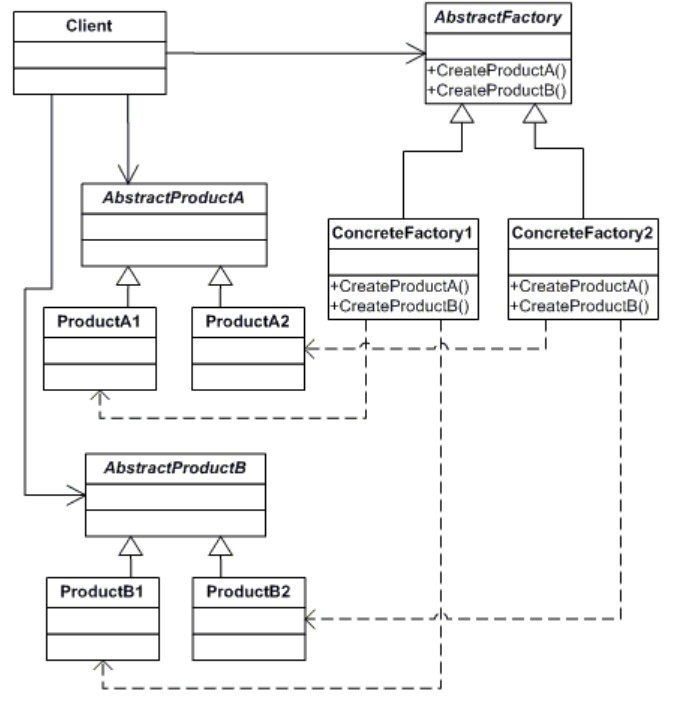 Client
AbstractFactory
+CreateProductA()
+CreateProductB()
AbstractProductA
ConcreteFactory1
+CreateProductA()
+CreateProductB()
ConcreteFactory2
+CreateProductA()
+CreateProductB()
ProductA1
ProductA2
AbstractProductB
ProductB1
ProductB2